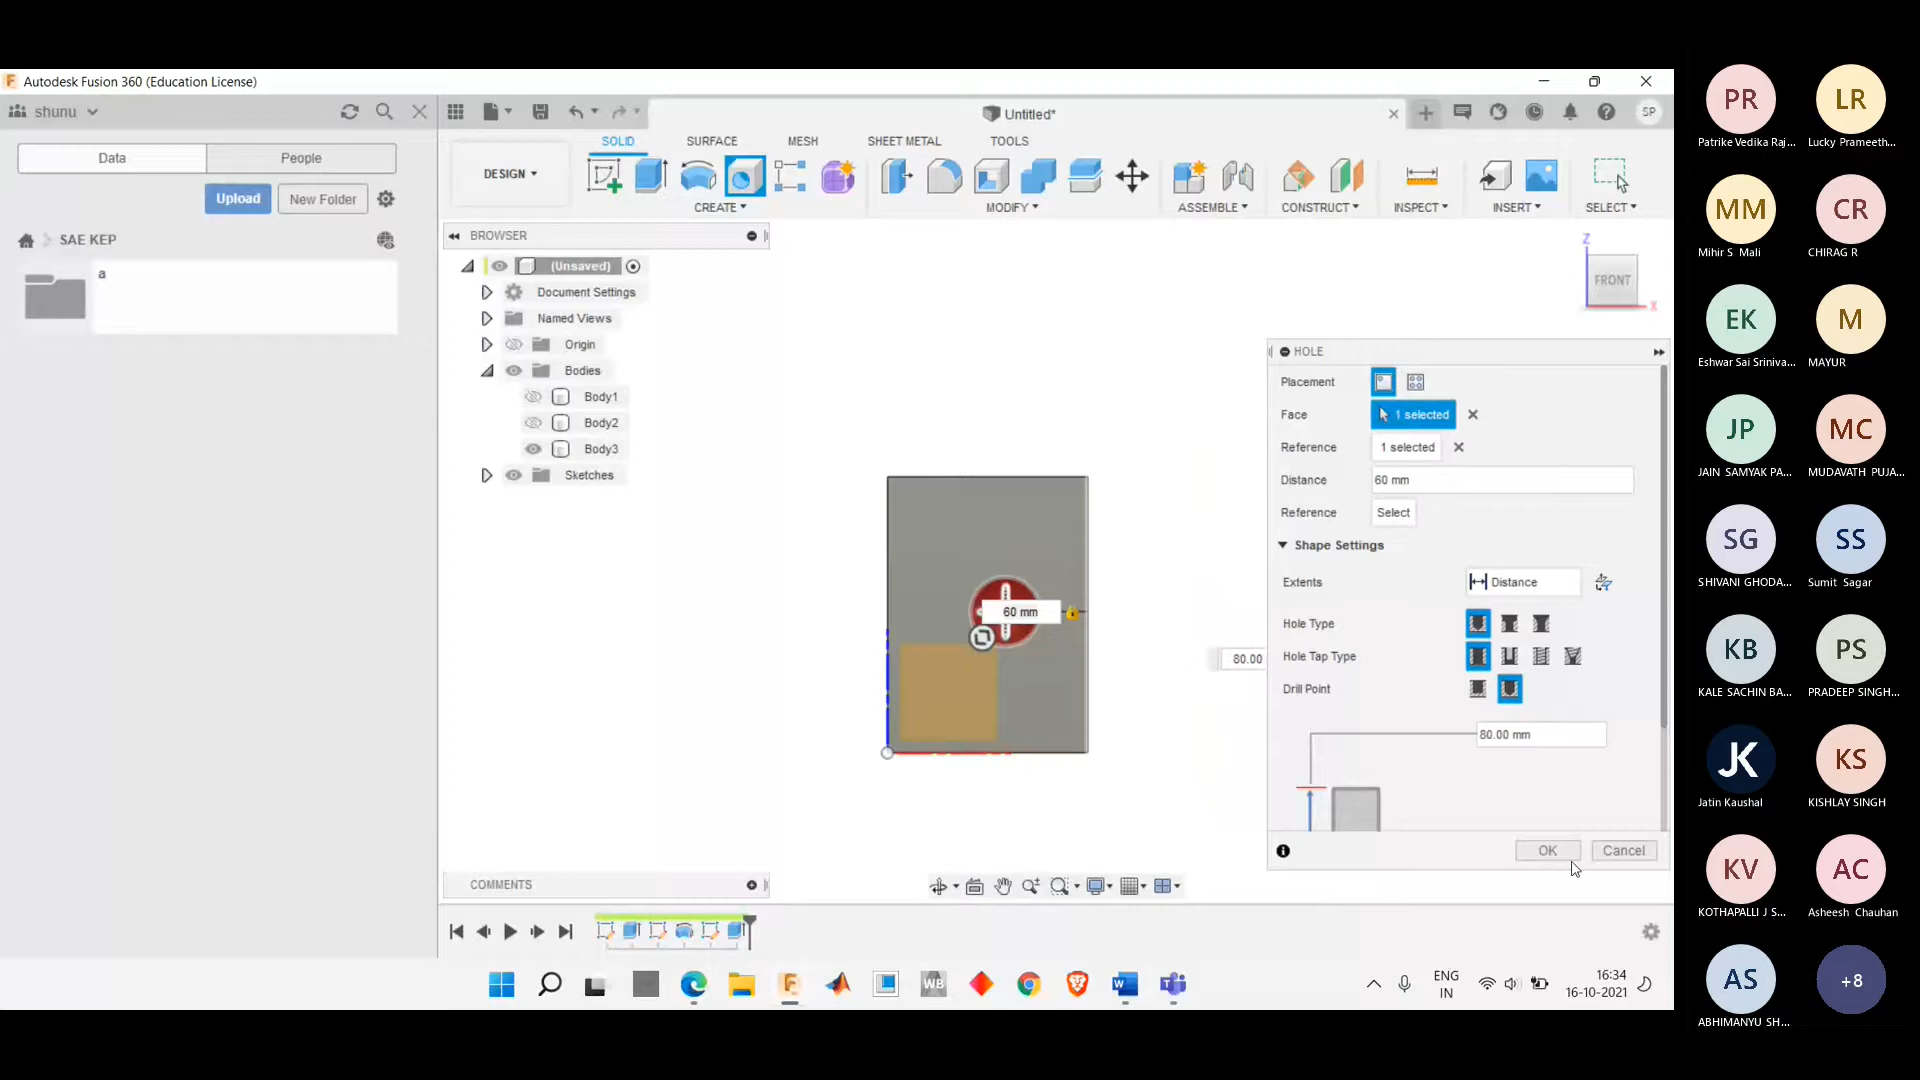 Autodesk Fusion 360 (Education License)
shunu
Untitled*
SP
Data
People
Upload
New Folder
SAE KEP
a
DESIGN
SOLID
SURFACE
MESH
SHEET METAL
TOOLS
CREATE
MODIFY
ASSEMBLE
CONSTRUCT
INSPECT
INSERT
SELECT
BROWSER
(Unsaved)
Document Settings
Named Views
Origin
Bodies
Body1
Body2
Body3
Sketches
Z
FRONT
X
60 mm
80.00
HOLE
Placement
Face
1 selected
Reference
1 selected
Distance
60 mm
Reference
Select
Shape Settings
Extents
Distance
Hole Type
Hole Tap Type
Drill Point
80.00 mm
OK
Cancel
COMMENTS
WB
ENG
IN
16:34
16-10-2021
PR
Patrike Vedika Raj...
LR
Lucky Prameeth...
MM
Mihir S Mali
CR
CHIRAG R
EK
Eshwar Sai Sriniva...
M
MAYUR
JP
JAIN SAMYAK PA...
MC
MUDAVATH PUJA...
SG
SHIVANI GHODA...
SS
Sumit Sagar
KB
KALE SACHIN BA...
PS
PRADEEP SINGH...
JK
Jatin Kaushal
KS
KISHLAY SINGH
KV
KOTHAPALLI J S...
AC
Asheesh Chauhan
AS
ABHIMANYU SH...
+8